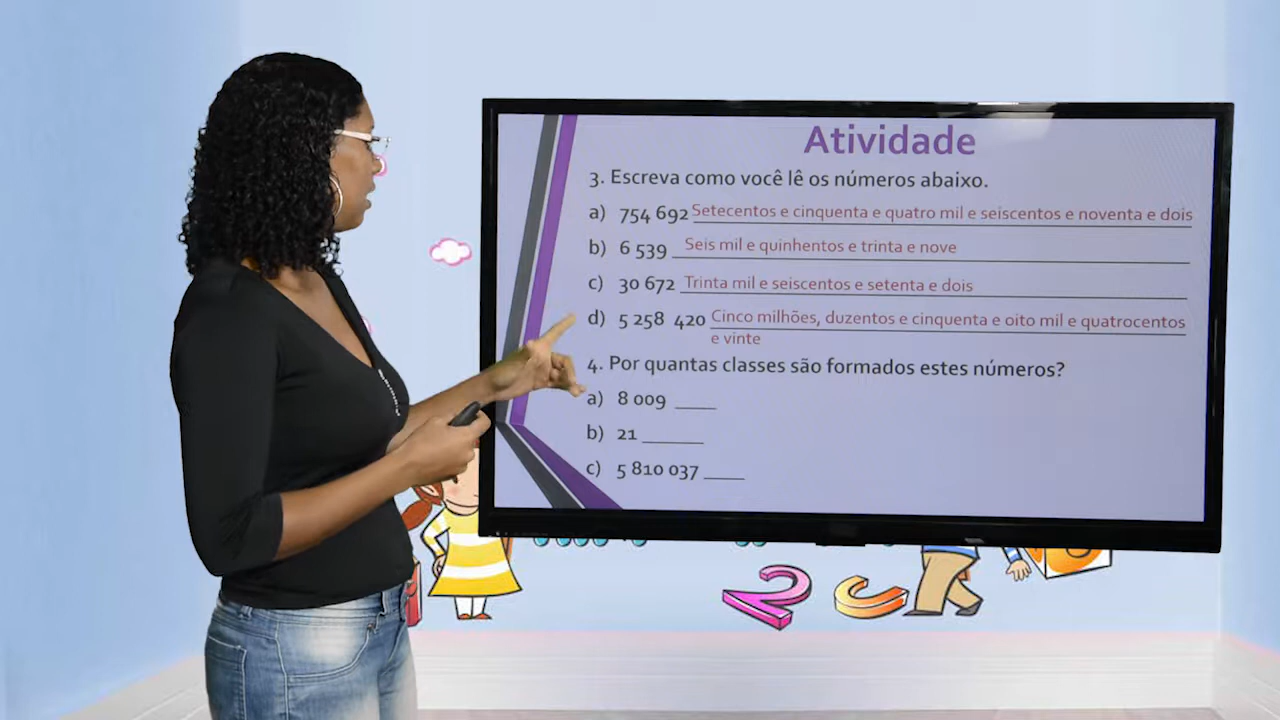 Atividade
3. Escreva como você lê os números abaixo.
a) 754 692 Setecentos e cinquenta e quatro mil e seiscentos e noventa e dois
b) 6 539 Seis mil e quinhentos e trinta e nove
c) 30 672 Trinta mil e seiscentos e setenta e dois
d) 5 258 420 Cinco milhões, duzentos e cinquenta e oito mil e quatrocentos
e vinte
4. Por quantas classes são formados estes números?
a) 8 009 ____
b) 21 ______
c) 5 810 037 ____